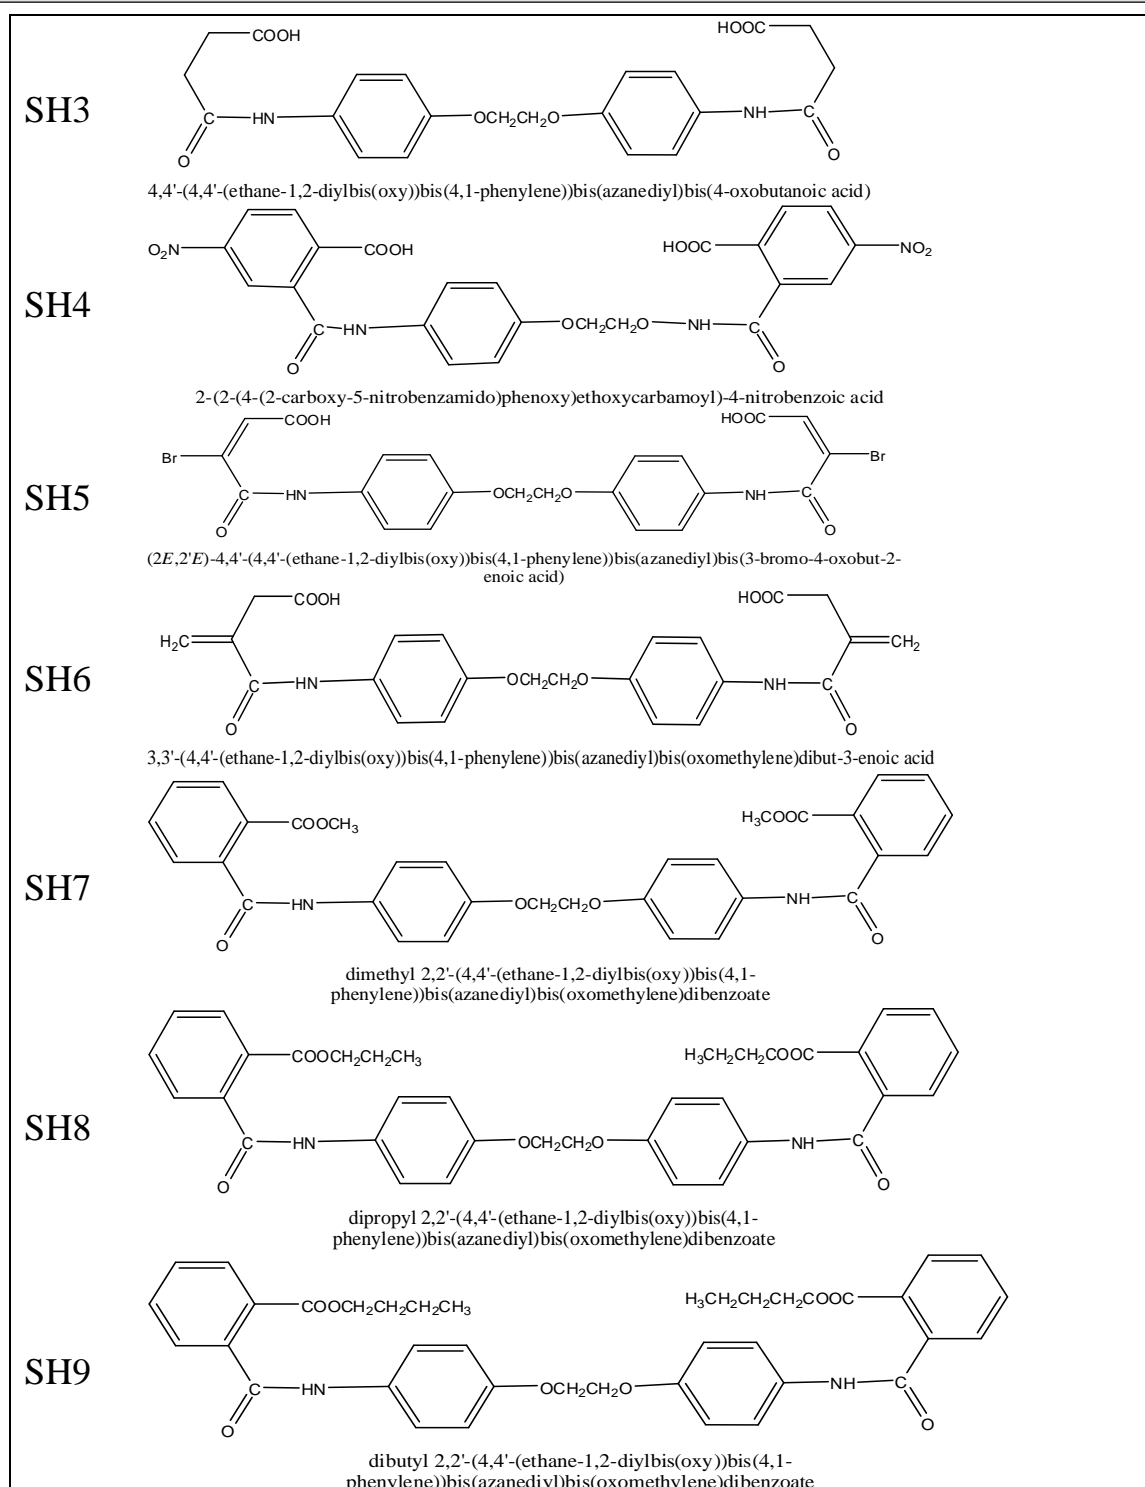 COOH HOOC
SH3
C HN OCH2CH2O NH C
O O
4,4'-(4,4'-(ethane-1,2-diylbis(oxy))bis(4,1-phenylene))bis(azanediyl)bis(4-oxobutanoic acid)
O2N COOH HOOC NO2
SH4
C HN OCH2CH2O NH C
O O
2-(2-(4-(2-carboxy-5-nitrobenzamido)phenoxy)ethoxycarbamoyl)-4-nitrobenzoic acid
COOH HOOC
Br Br
SH5
C HN OCH2CH2O NH C
O O
(2E,2'E)-4,4'-(4,4'-(ethane-1,2-diylbis(oxy))bis(4,1-phenylene))bis(azanediyl)bis(3-bromo-4-oxobut-2-
enoic acid)
COOH HOOC
H2C CH2
SH6
C HN OCH2CH2O NH C
O O
3,3'-(4,4'-(ethane-1,2-diylbis(oxy))bis(4,1-phenylene))bis(azanediyl)bis(oxomethylene)dibut-3-enoic acid
COOCH3 H3COOC
SH7
C HN OCH2CH2O NH C
O O
dimethyl 2,2'-(4,4'-(ethane-1,2-diylbis(oxy))bis(4,1-
phenylene))bis(azanediyl)bis(oxomethylene)dibenzoate
COOCH2CH2CH3 H3CH2CH2COOC
SH8
C HN OCH2CH2O NH C
O O
dipropyl 2,2'-(4,4'-(ethane-1,2-diylbis(oxy))bis(4,1-
phenylene))bis(azanediyl)bis(oxomethylene)dibenzoate
COOCH2CH2CH2CH3 H3CH2CH2CH2COOC
SH9
C HN OCH2CH2O NH C
O O
dibutyl 2,2'-(4,4'-(ethane-1,2-diylbis(oxy))bis(4,1-
phenylene))bis(azanediyl)bis(oxomethylene)dibenzoate